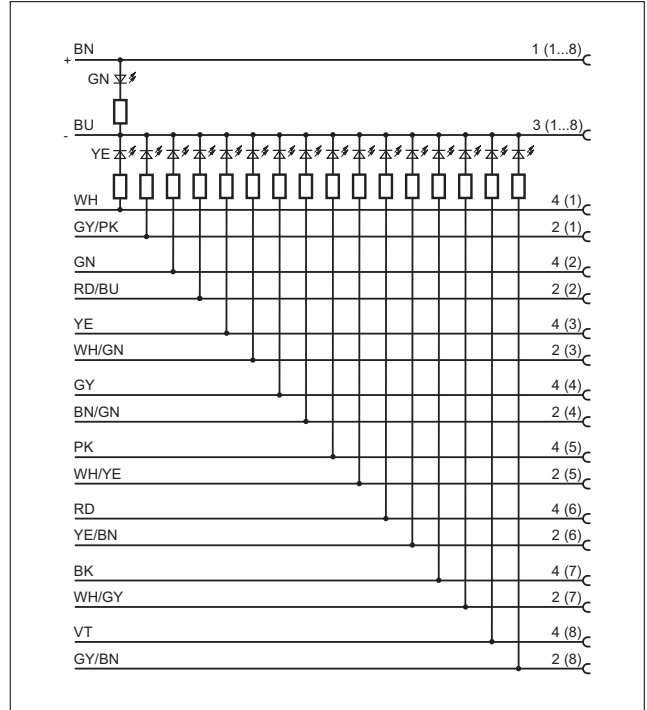 BN 1 (1...8)
+
GN
BU 3 (1...8)
-
YE
WH 4 (1)
GY/PK 2 (1)
GN 4 (2)
RD/BU 2 (2)
YE 4 (3)
WH/GN 2 (3)
GY 4 (4)
BN/GN 2 (4)
PK 4 (5)
WH/YE 2 (5)
RD 4 (6)
YE/BN 2 (6)
BK 4 (7)
WH/GY 2 (7)
VT 4 (8)
GY/BN 2 (8)